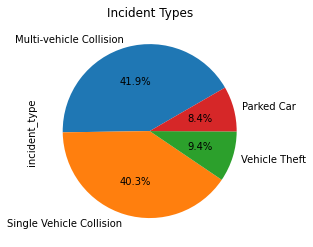 Incident Types
Multi-vehicle Collision
41.9%
Parked Car
8.4%
incident_type
9.4%
Vehicle Theft
40.3%
Single Vehicle Collision